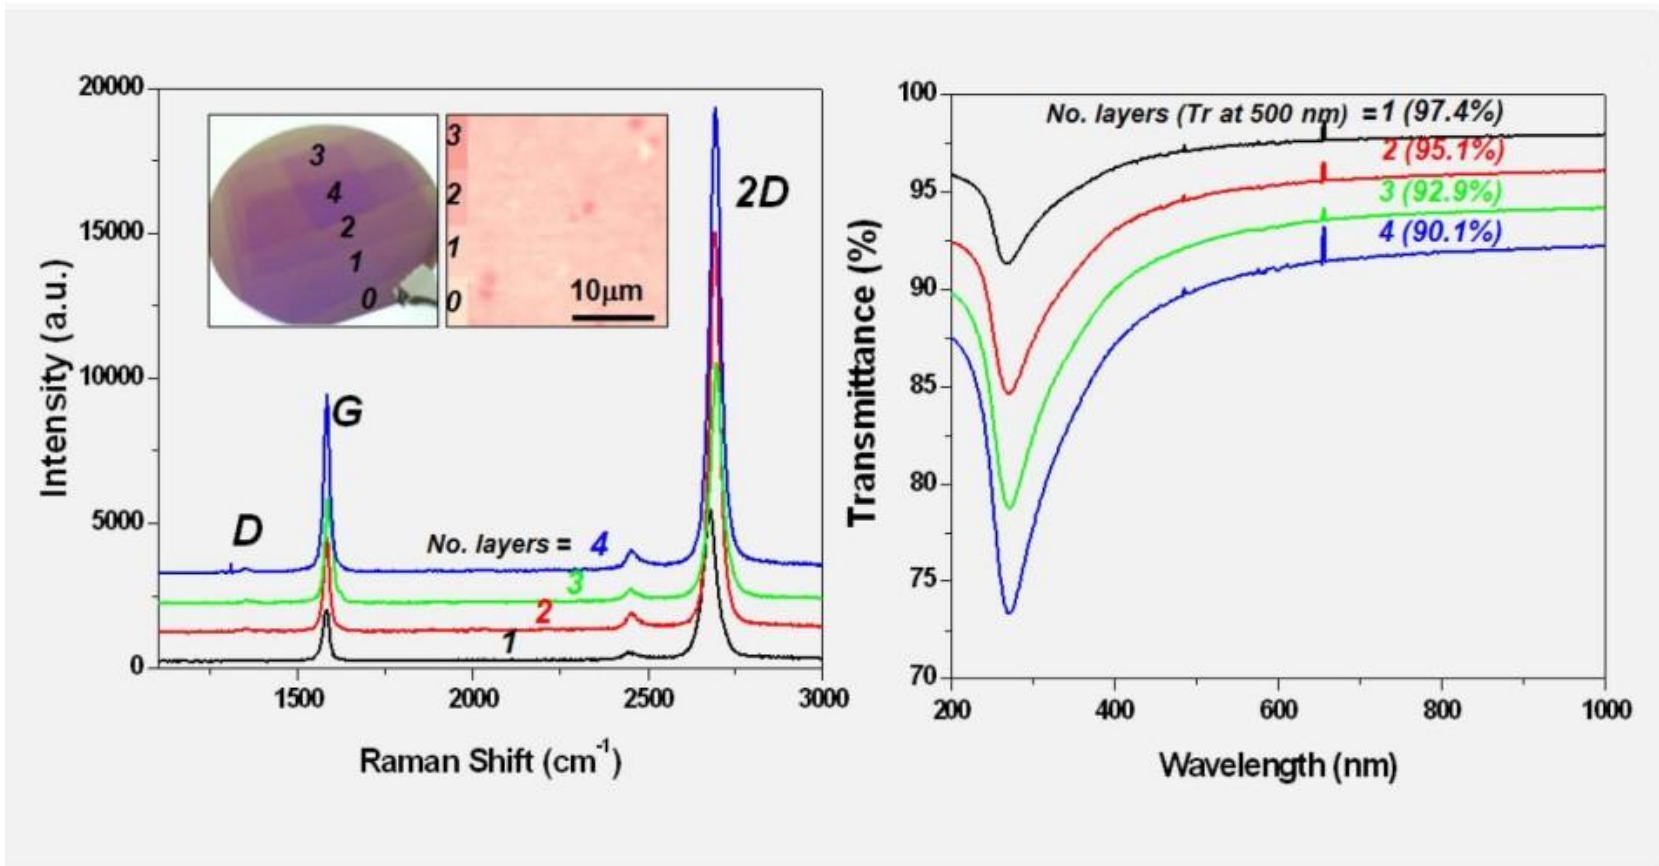 20000
15000
10000
5000
0
Intensity (a.u.)
3
4
2
1
0
3
2
1
0
10μm
D
G
2D
No. layers = 4
3
2
1
1500 2000 2500 3000
Raman Shift (cm-1)
100
95
90
85
80
75
70
Transmittance (%)
No. layers (Tr at 500 nm) = 1 (97.4%)
2 (95.1%)
3 (92.9%)
4 (90.1%)
200 400 600 800 1000
Wavelength (nm)